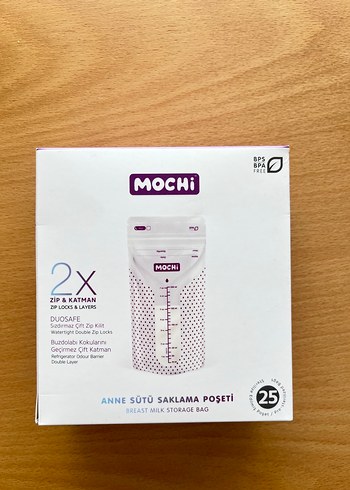 BPS
BPA
FREE
MOCHi
MOCHi
2X
ZİP & KATMAN
ZIP LOCKS & LAYERS
DUOSAFE
Sızdırmaz Çift Zip Kilit
Watertight Double Zip Locks
Buzdolabı Kokularını
Geçirmez Çift Katman
Refrigerator Odour Barrier
Double Layer
25
ANNE SÜTÜ SAKLAMA POŞETİ
BREAST MILK STORAGE BAG